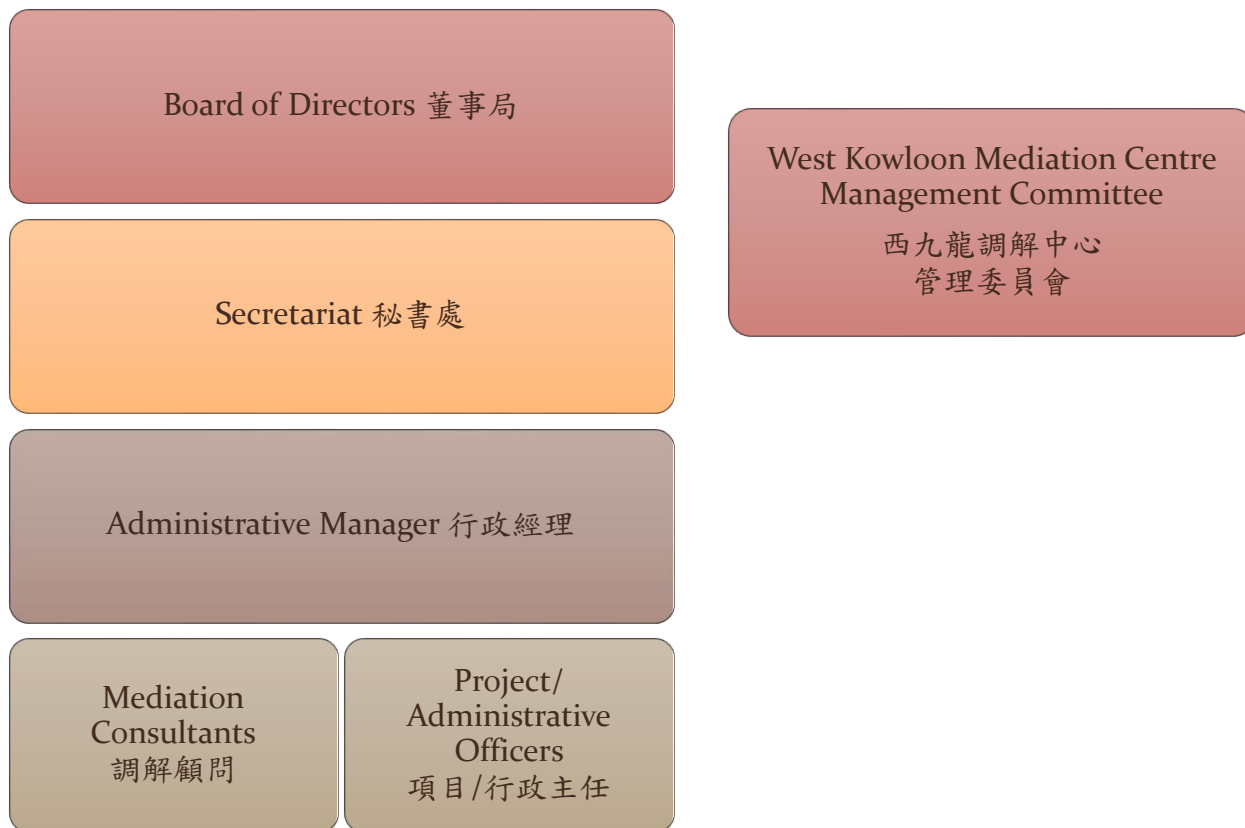 Board of Directors 董事局
West Kowloon Mediation Centre
Management Committee
西九龍調解中心
管理委員會
Secretariat 秘書處
Administrative Manager 行政經理
Mediation
Consultants
調解顧問
Project/
Administrative
Officers
項目/行政主任